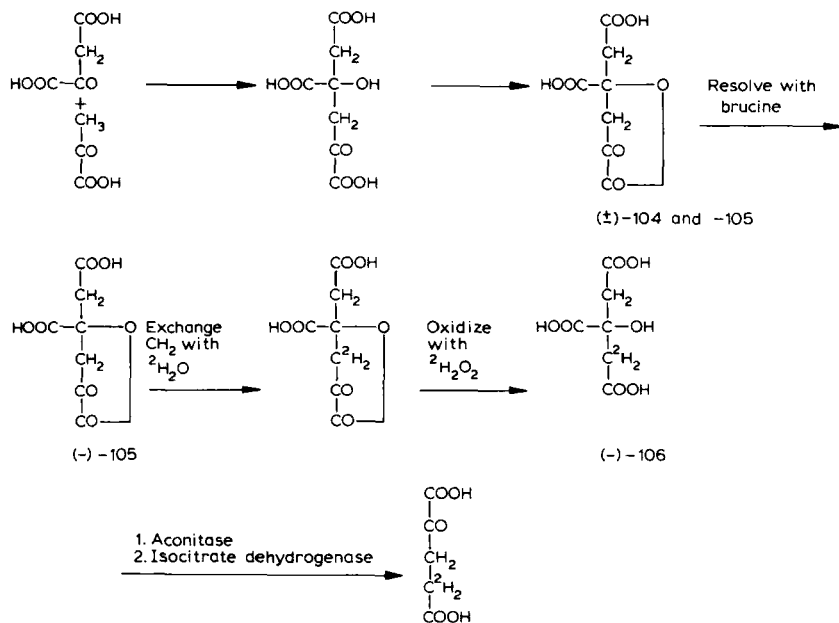 COOH COOH COOH
CH₂ CH₂ CH₂
HOOC—CO HOOC—C—OH HOOC—C—O Resolve with
+ brucine
CH₃ CH₂ CH₂
CO CO CO
COOH COOH CO
(±)-104 and -105
COOH COOH COOH
CH₂ CH₂ CH₂
HOOC—C—O Exchange HOOC—C—O Oxidize HOOC—C—OH
CH₂ CH₂ with C²H₂ with C²H₂
CO ²H₂O CO ²H₂O₂ COOH
CO CO
(-)-105 (-)-106
COOH
1. Aconitase CO
2. Isocitrate dehydrogenase CH₂
C²H₂
COOH